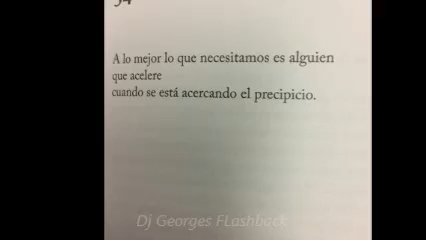 A lo mejor lo que necesitamos es alguien
que acelere
cuando se está acercando el precipicio.
Dj Georges FLashback